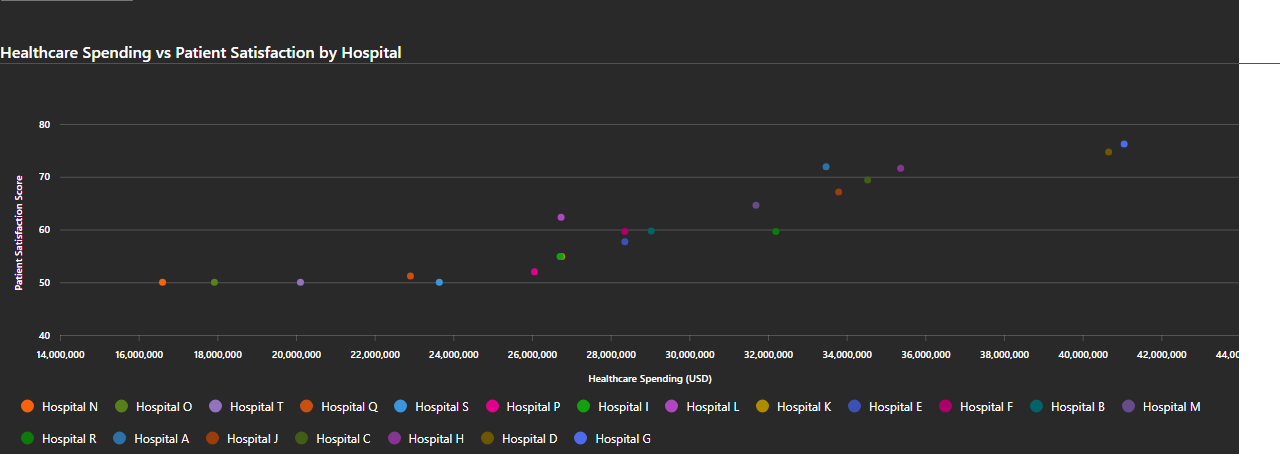 Healthcare Spending vs Patient Satisfaction by Hospital
80
70
60
50
40
Patient Satisfaction Score
14,000,000 16,000,000 18,000,000 20,000,000 22,000,000 24,000,000 26,000,000 28,000,000 30,000,000 32,000,000 34,000,000 36,000,000 38,000,000 40,000,000 42,000,000 44,00
Healthcare Spending (USD)
Hospital N Hospital O Hospital T Hospital Q Hospital S Hospital P Hospital I Hospital L Hospital K Hospital E Hospital F Hospital B Hospital M
Hospital R Hospital A Hospital J Hospital C Hospital H Hospital D Hospital G